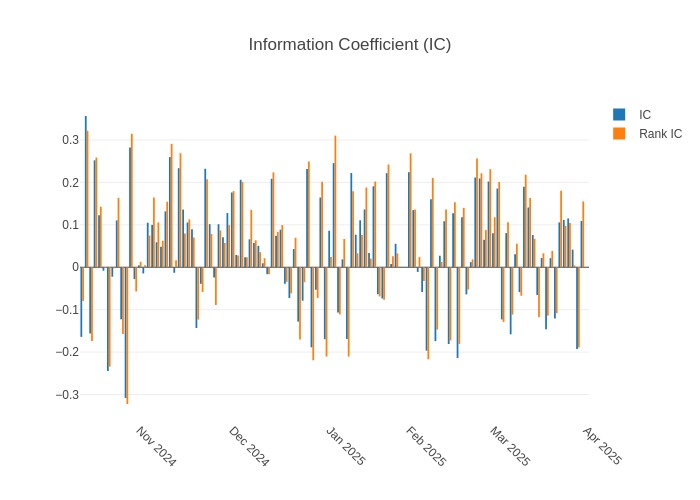 Information Coefficient (IC)
IC
Rank IC
0.3
0.2
0.1
0
−0.1
−0.2
−0.3
Nov 2024
Dec 2024
Jan 2025
Feb 2025
Mar 2025
Apr 2025